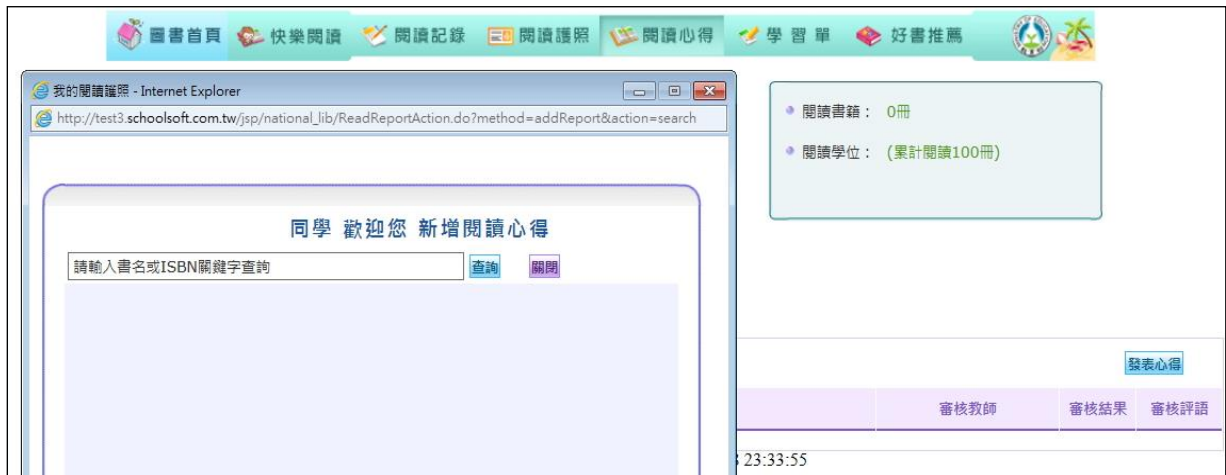 圖書首頁 快樂閱讀 閱讀記錄 閱讀護照 閱讀心得 學習單 好書推薦
我的閱讀護照 - Internet Explorer
http://test3.schoolsoft.com.tw/jsp/national_lib/ReadReportAction.do?method=addReport&action=search
同學 歡迎您 新增閱讀心得
請輸入書名或ISBN關鍵字查詢 查詢 關閉
閱讀書籍： 0冊
閱讀學位： (累計閱讀100冊)
發表心得
審核教師 審核結果 審核評語
23:33:55